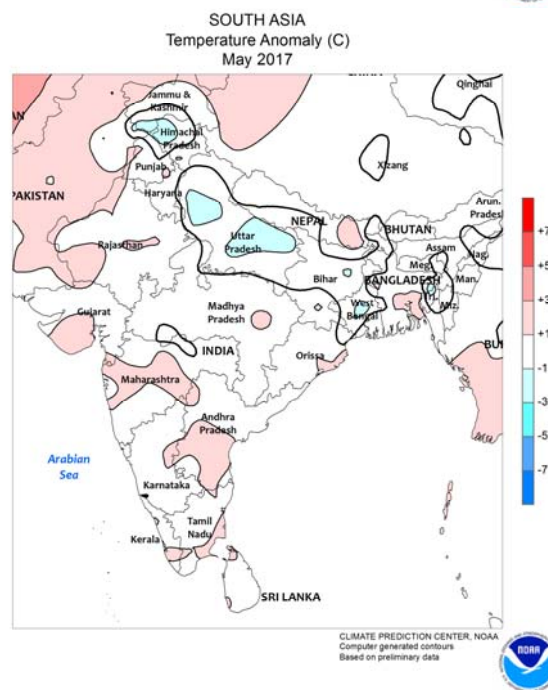 SOUTH ASIA
Temperature Anomaly (C)
May 2017
Qinghai
Jammu &
Kashmir
Himachal
Pradesh
Xizang
Punjab
PAKISTAN
Haryana
Arun.
Prades
NEPAL
BHUTAN
Uttar
Pradesh
Rajasthan
Assam
Meg.
Nag.
Bihar
BANGLADESH
Man.
Tri.
Miz.
West
Bengal
Gujarat
Madhya
Pradesh
INDIA
Orissa
BU
Maharashtra
Andhra
Pradesh
Arabian
Sea
Karnataka
Tamil
Nadu
Kerala
SRI LANKA
+7
+5
+3
+1
-1
-3
-5
-7
CLIMATE PREDICTION CENTER, NOAA
Computer generated contours
Based on preliminary data
NOAA